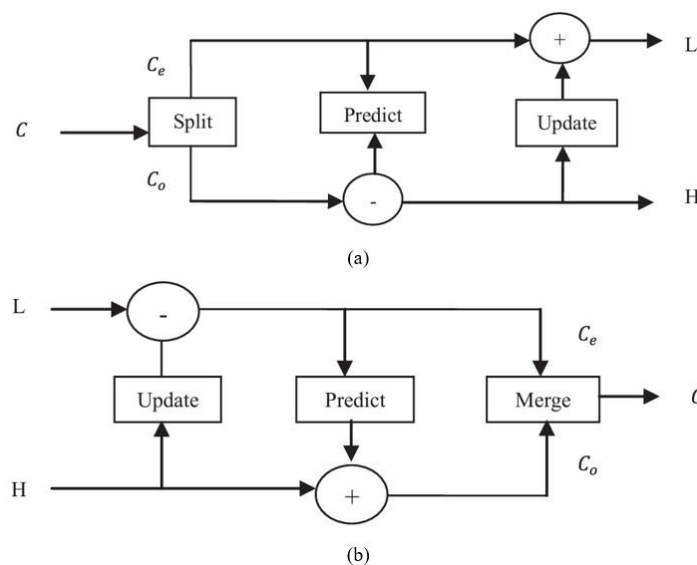 L
+
C_e
C
Split
Predict
Update
C_o
-
H
(a)
L
-
C_e
Update
Predict
Merge
C_o
H
+
(b)